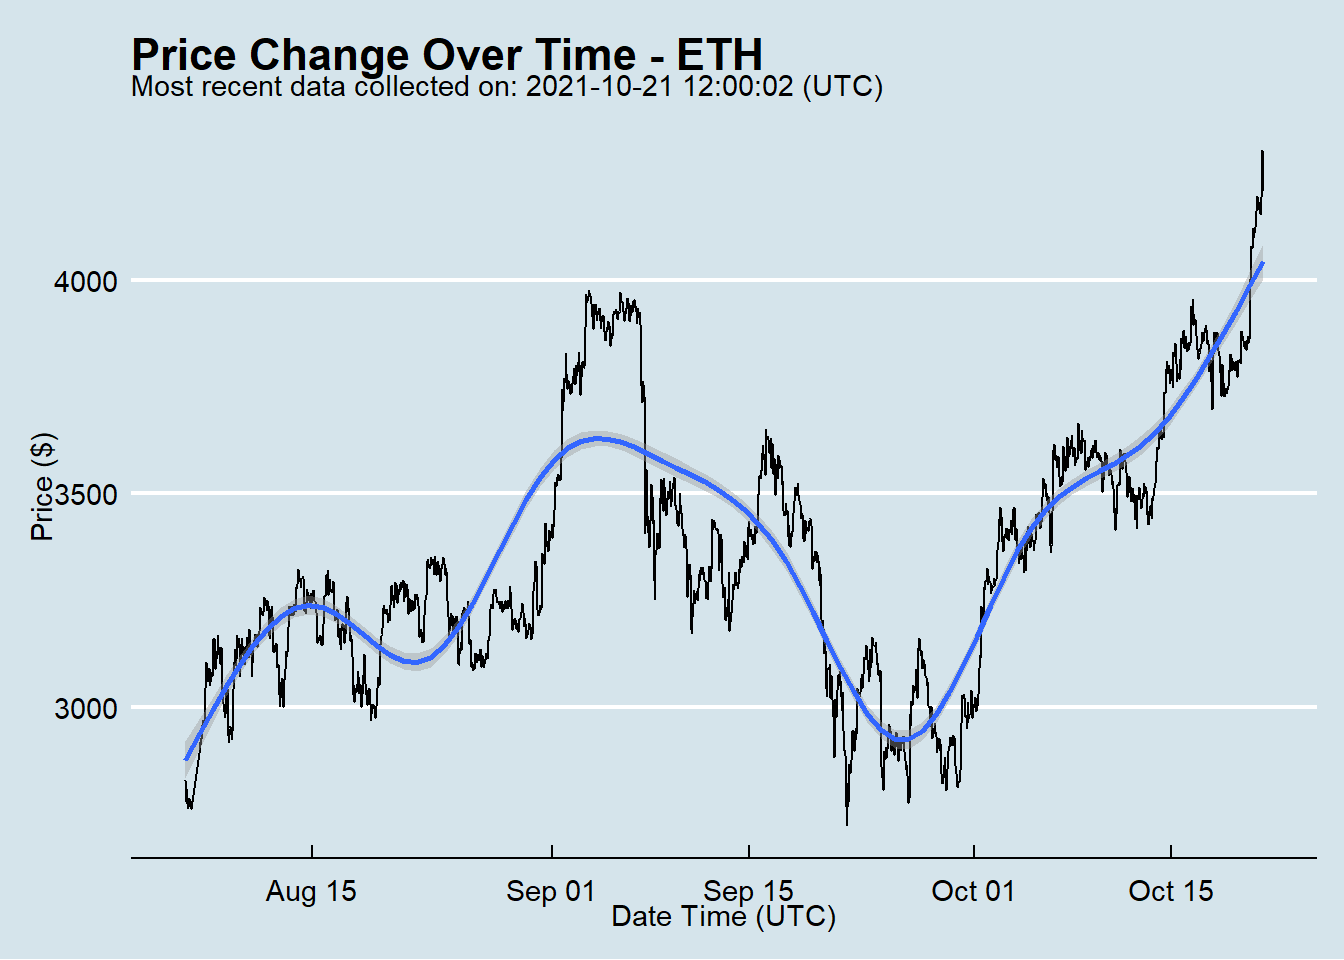 Price Change Over Time - ETH
Most recent data collected on: 2021-10-21 12:00:02 (UTC)
Price ($)
4000
3500
3000
Aug 15
Sep 01
Sep 15
Oct 01
Oct 15
Date Time (UTC)